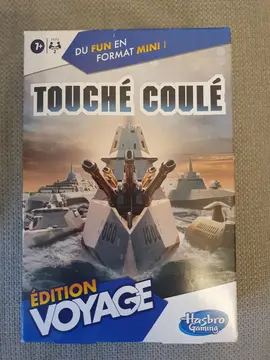 7+
DU FUN EN
FORMAT MINI !
TOUCHÉ COULÉ
ÉDITION
VOYAGE
Hasbro
Gaming